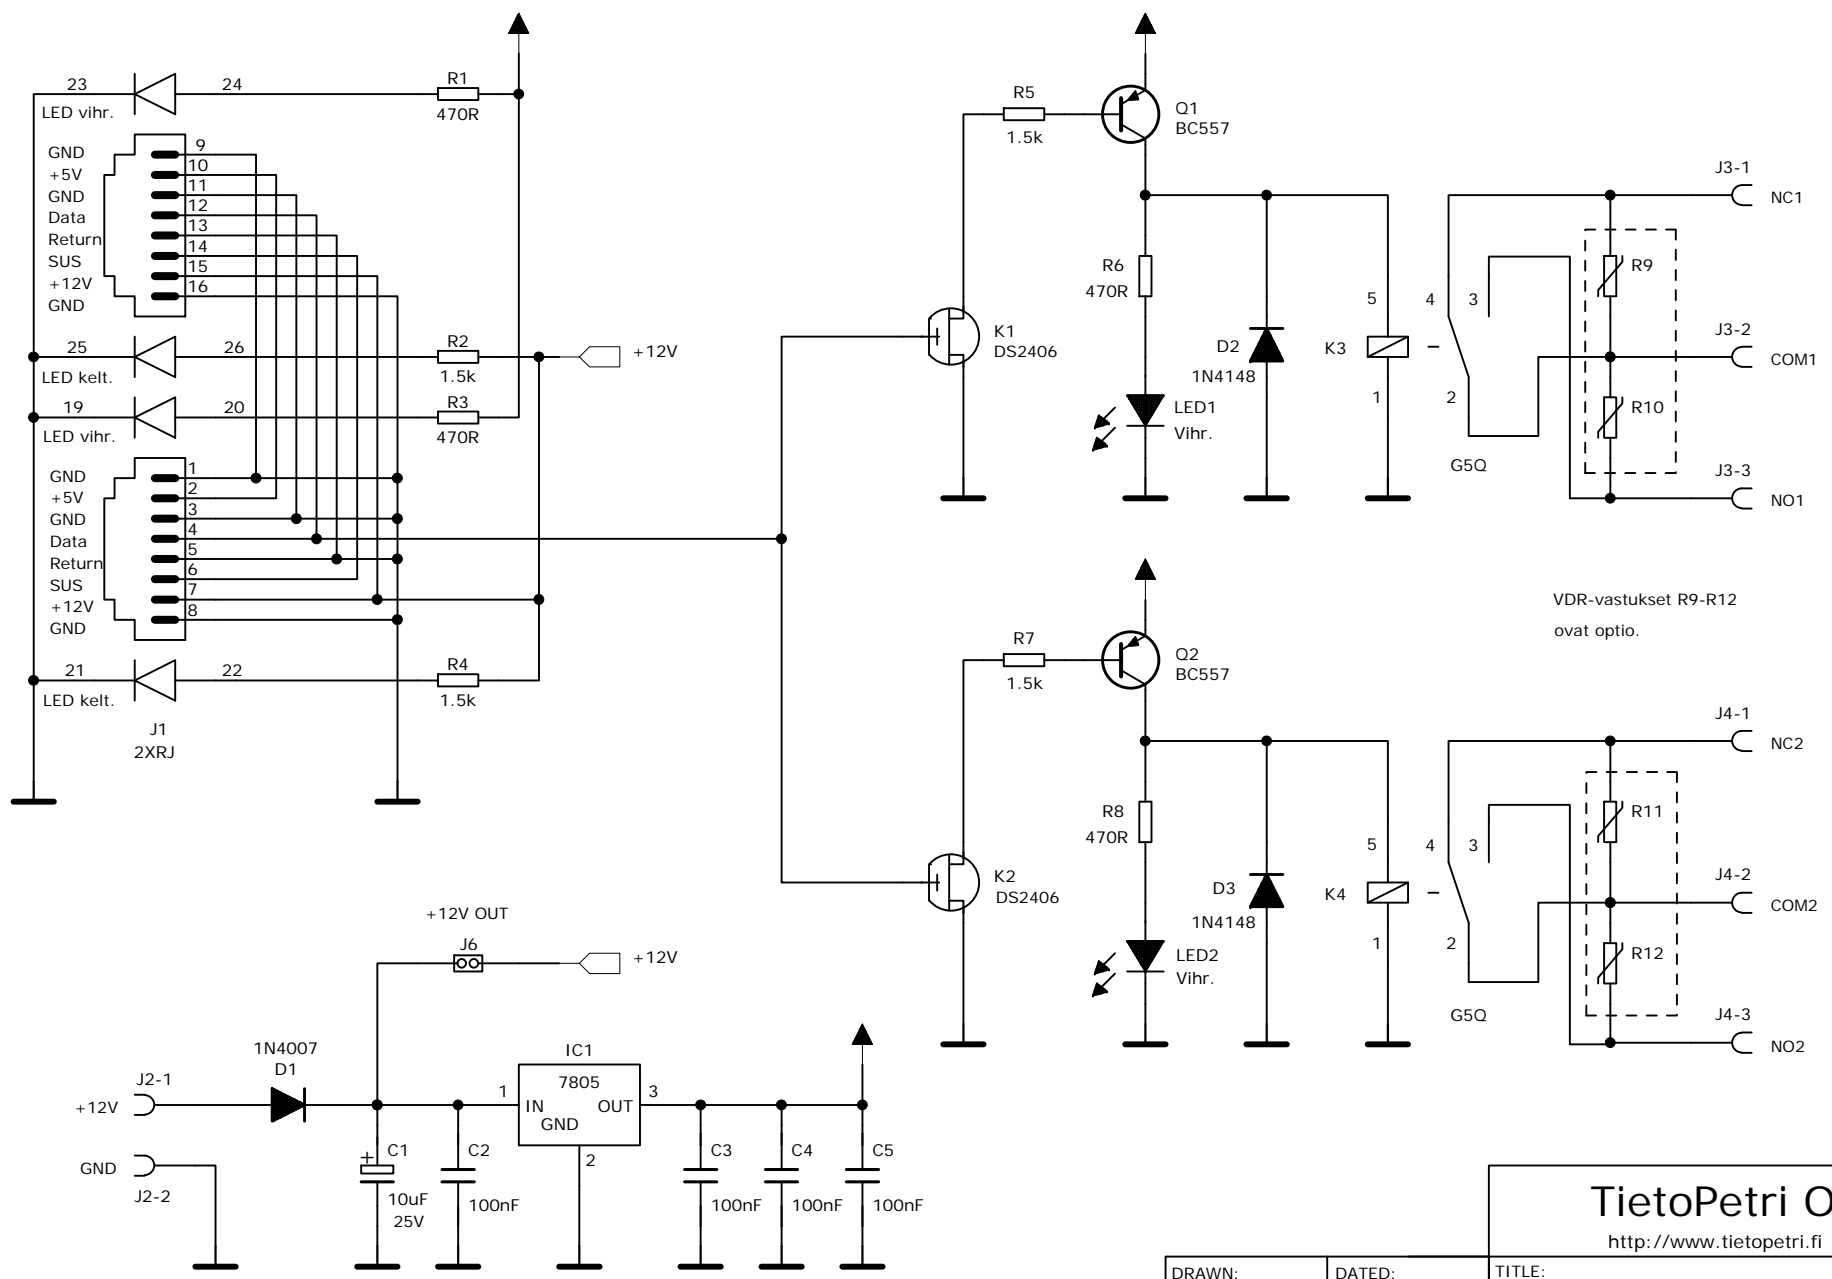 23
24
R1
LED vihr.
470R
GND
+5V
GND
Data
Return
SUS
+12V
GND
9
10
11
12
13
14
15
16
25
26
R2
+12V
LED kelt.
1.5k
19
20
R3
LED vihr.
470R
GND
+5V
GND
Data
Return
SUS
+12V
GND
1
2
3
4
5
6
7
8
21
22
R4
LED kelt.
1.5k
J1
2XRJ
R5
1.5k
Q1
BC557
K1
DS2406
R6
470R
LED1
Vihr.
D2
1N4148
K3
5
1
4
3
2
G5Q
R9
R10
J3-1
NC1
J3-2
COM1
J3-3
NO1
VDR-vastukset R9-R12
ovat optio.
R7
1.5k
Q2
BC557
K2
DS2406
R8
470R
LED2
Vihr.
D3
1N4148
K4
5
1
4
3
2
G5Q
R11
R12
J4-1
NC2
J4-2
COM2
J4-3
NO2
+12V OUT
J6
+12V
1N4007
D1
J2-1
+12V
GND
J2-2
IC1
7805
1
IN
OUT
3
GND
2
+
C1
10uF
25V
C2
100nF
C3
100nF
C4
100nF
C5
100nF
TietoPetri O
http://www.tietopetri.fi
DRAWN:
DATED:
TITLE: